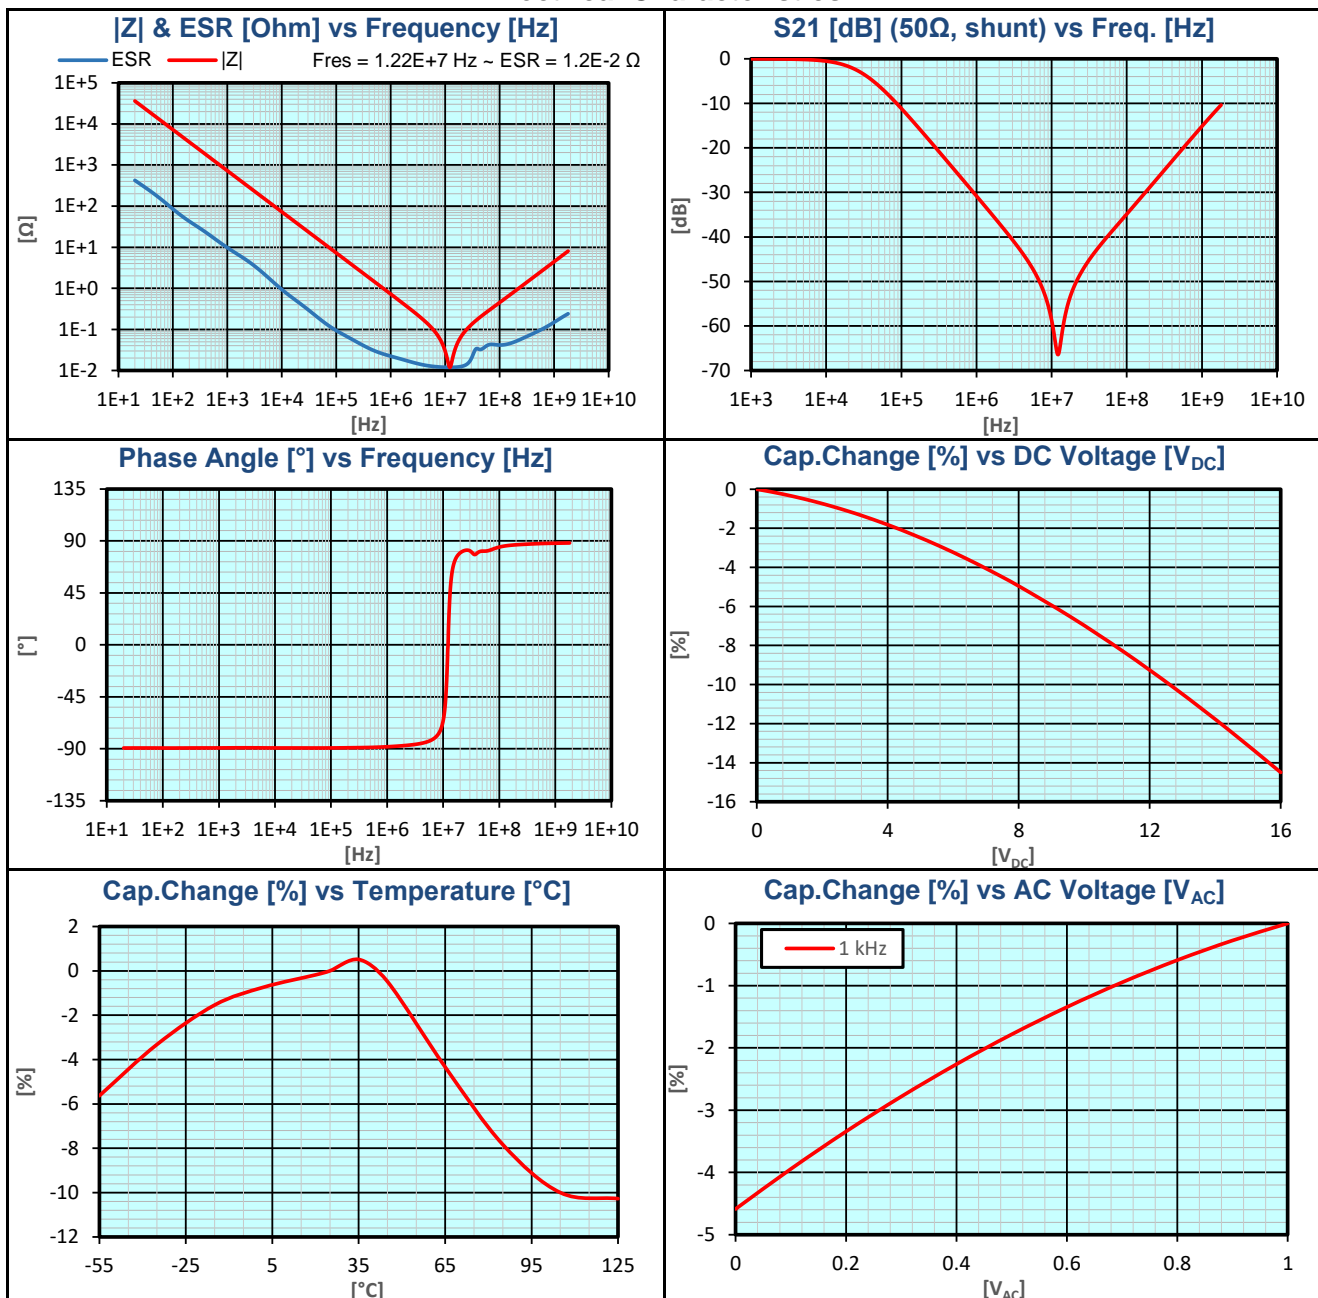 |Z| & ESR [Ohm] vs Frequency [Hz]
ESR |Z| Fres = 1.22E+7 Hz ~ ESR = 1.2E-2 Ω
1E+5
1E+4
1E+3
1E+2
1E+1
1E+0
1E-1
1E-2
[Ω]
1E+1 1E+2 1E+3 1E+4 1E+5 1E+6 1E+7 1E+8 1E+9 1E+10
[Hz]
S21 [dB] (50Ω, shunt) vs Freq. [Hz]
0
-10
-20
-30
-40
-50
-60
-70
[dB]
1E+3 1E+4 1E+5 1E+6 1E+7 1E+8 1E+9 1E+10
[Hz]
Phase Angle [°] vs Frequency [Hz]
135
90
45
0
-45
-90
-135
[°]
1E+1 1E+2 1E+3 1E+4 1E+5 1E+6 1E+7 1E+8 1E+9 1E+10
[Hz]
Cap.Change [%] vs DC Voltage [VDC]
0
-2
-4
-6
-8
-10
-12
-14
-16
[%]
0 4 8 12 16
[VDC]
Cap.Change [%] vs Temperature [°C]
2
0
-2
-4
-6
-8
-10
-12
[%]
-55 -25 5 35 65 95 125
[°C]
Cap.Change [%] vs AC Voltage [VAC]
1 kHz
0
-1
-2
-3
-4
-5
[%]
0 0.2 0.4 0.6 0.8 1
[VAC]